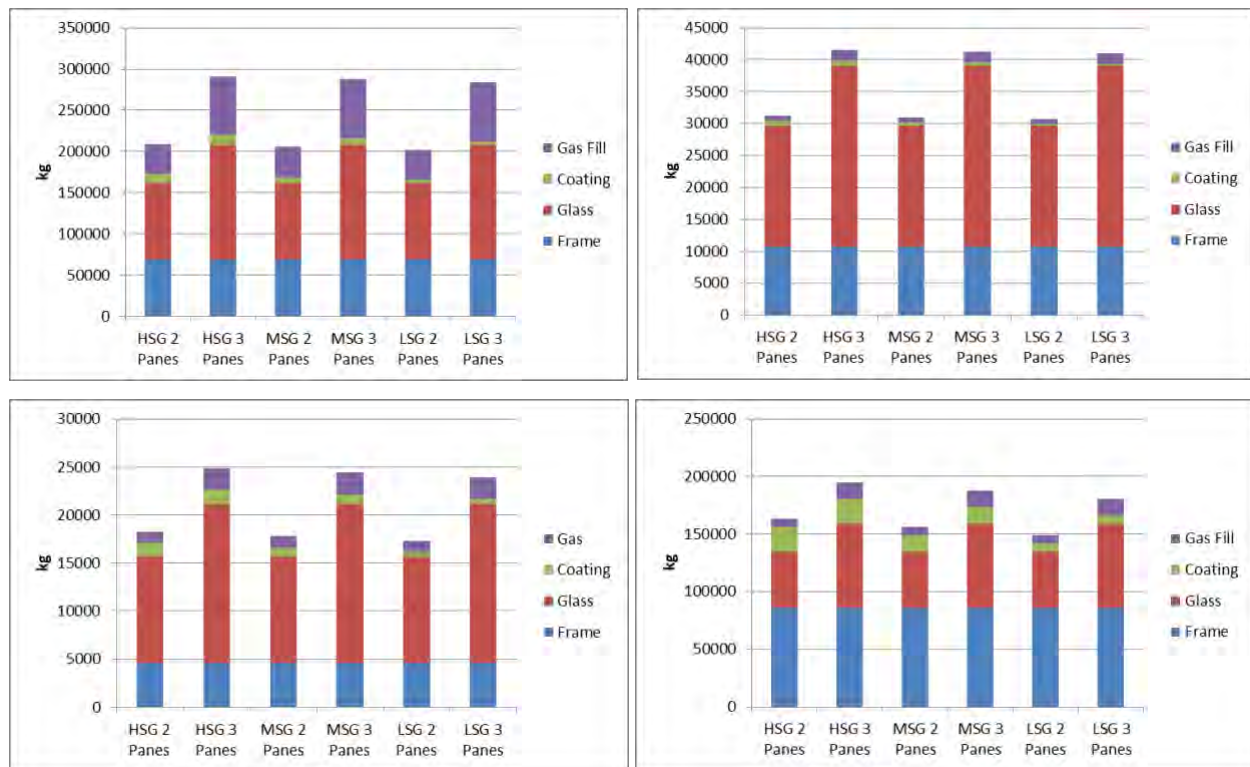 350000
300000
250000
200000
150000
100000
50000
0
kg
HSG 2 Panes
HSG 3 Panes
MSG 2 Panes
MSG 3 Panes
LSG 2 Panes
LSG 3 Panes
Gas Fill
Coating
Glass
Frame
45000
40000
35000
30000
25000
20000
15000
10000
5000
0
kg
HSG 2 Panes
HSG 3 Panes
MSG 2 Panes
MSG 3 Panes
LSG 2 Panes
LSG 3 Panes
Gas Fill
Coating
Glass
Frame
30000
25000
20000
15000
10000
5000
0
kg
HSG 2 Panes
HSG 3 Panes
MSG 2 Panes
MSG 3 Panes
LSG 2 Panes
LSG 3 Panes
Gas
Coating
Glass
Frame
250000
200000
150000
100000
50000
0
kg
HSG 2 Panes
HSG 3 Panes
MSG 2 Panes
MSG 3 Panes
LSG 2 Panes
LSG 3 Panes
Gas Fill
Coating
Glass
Frame